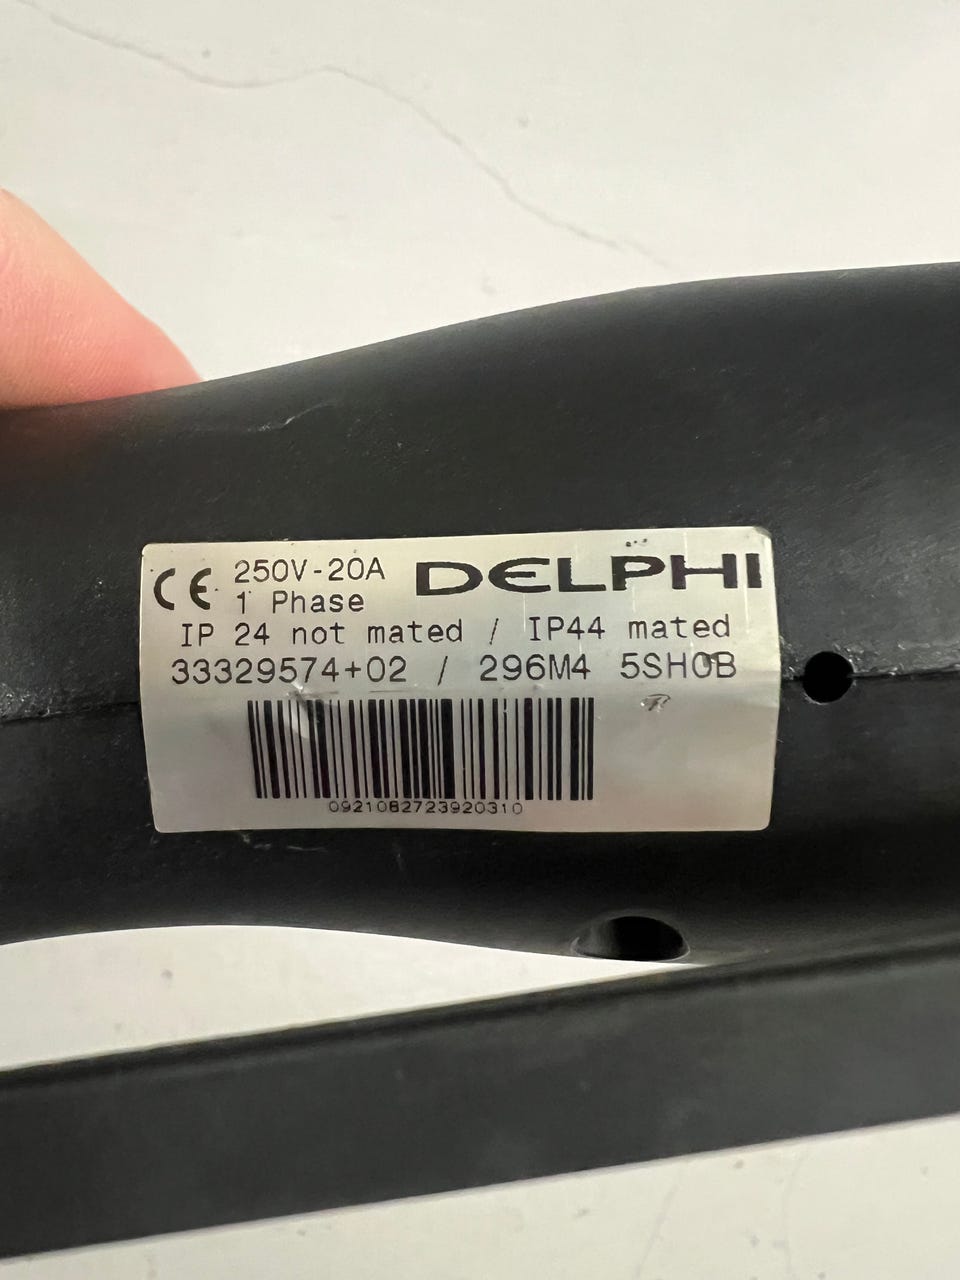 CE 250V-20A DELPHI
1 Phase
IP 24 not mated / IP44 mated
33329574+02 / 296M4 5SH0B
0921082723920310